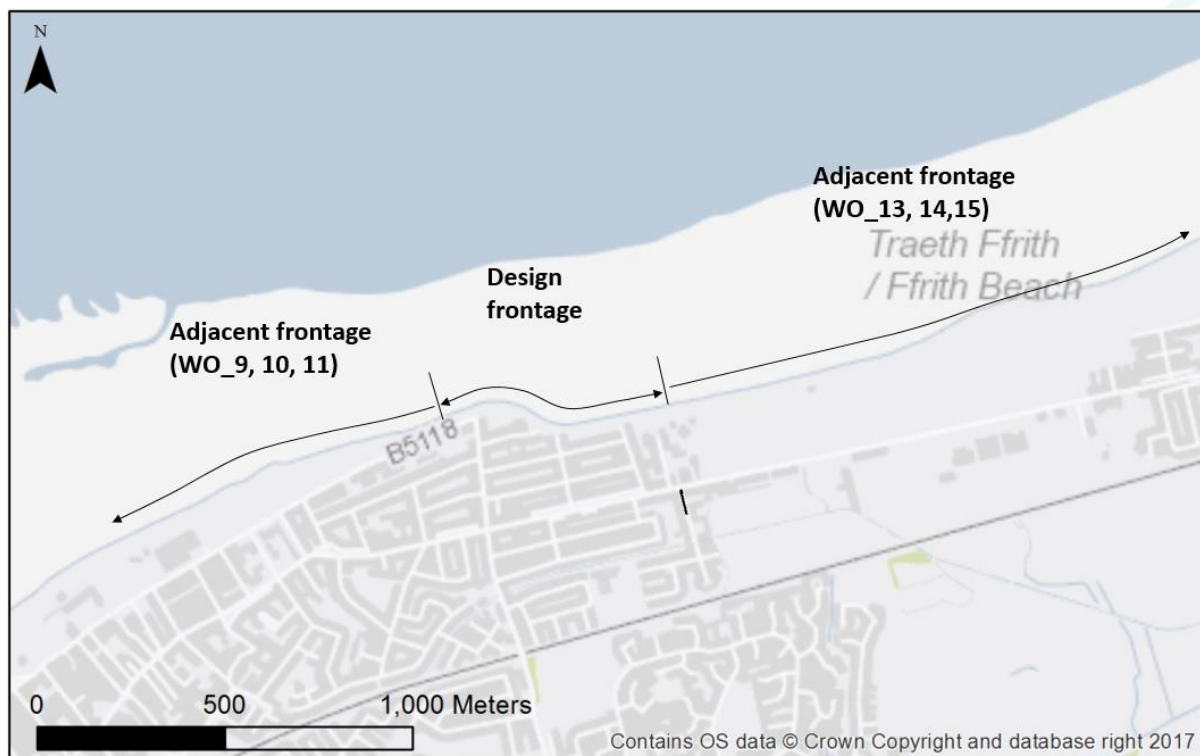 N
Adjacent frontage
(WO_13, 14,15)
Traeth Ffrith
/ Ffrith Beach
Design
frontage
Adjacent frontage
(WO_9, 10, 11)
B5118
0 500 1,000 Meters
Contains OS data © Crown Copyright and database right 2017